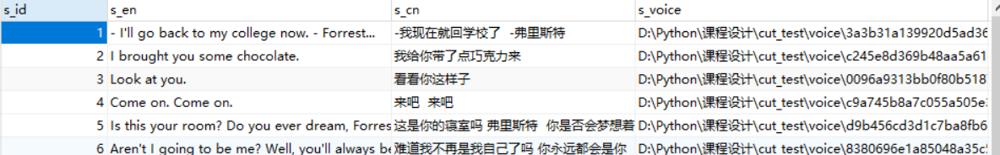 s_id s_en s_cn s_voice
1 - I'll go back to my college now. - Forrest... -我现在就回学校了 -弗里斯特 D:\Python\课程设计\cut_test\voice\3a3b31a139920d5ad36
2 I brought you some chocolate. 我给你带了点巧克力来 D:\Python\课程设计\cut_test\voice\c245e8d369b48aa5a61
3 Look at you. 看看你这样子 D:\Python\课程设计\cut_test\voice\0096a9313bb0f80b518
4 Come on. Come on. 来吧 来吧 D:\Python\课程设计\cut_test\voice\c9a745b8a7c055a505e
5 Is this your room? Do you ever dream, Forres 这是你的寝室吗 弗里斯特 你是否会梦想着 D:\Python\课程设计\cut_test\voice\d9b456cd3d1c7ba8fb6
6 Aren't I going to be me? Well, you'll always be 难道我不再是我自己了吗 你永远都会是你 D:\Python\课程设计\cut_test\voice\8380696e1a85048a35c